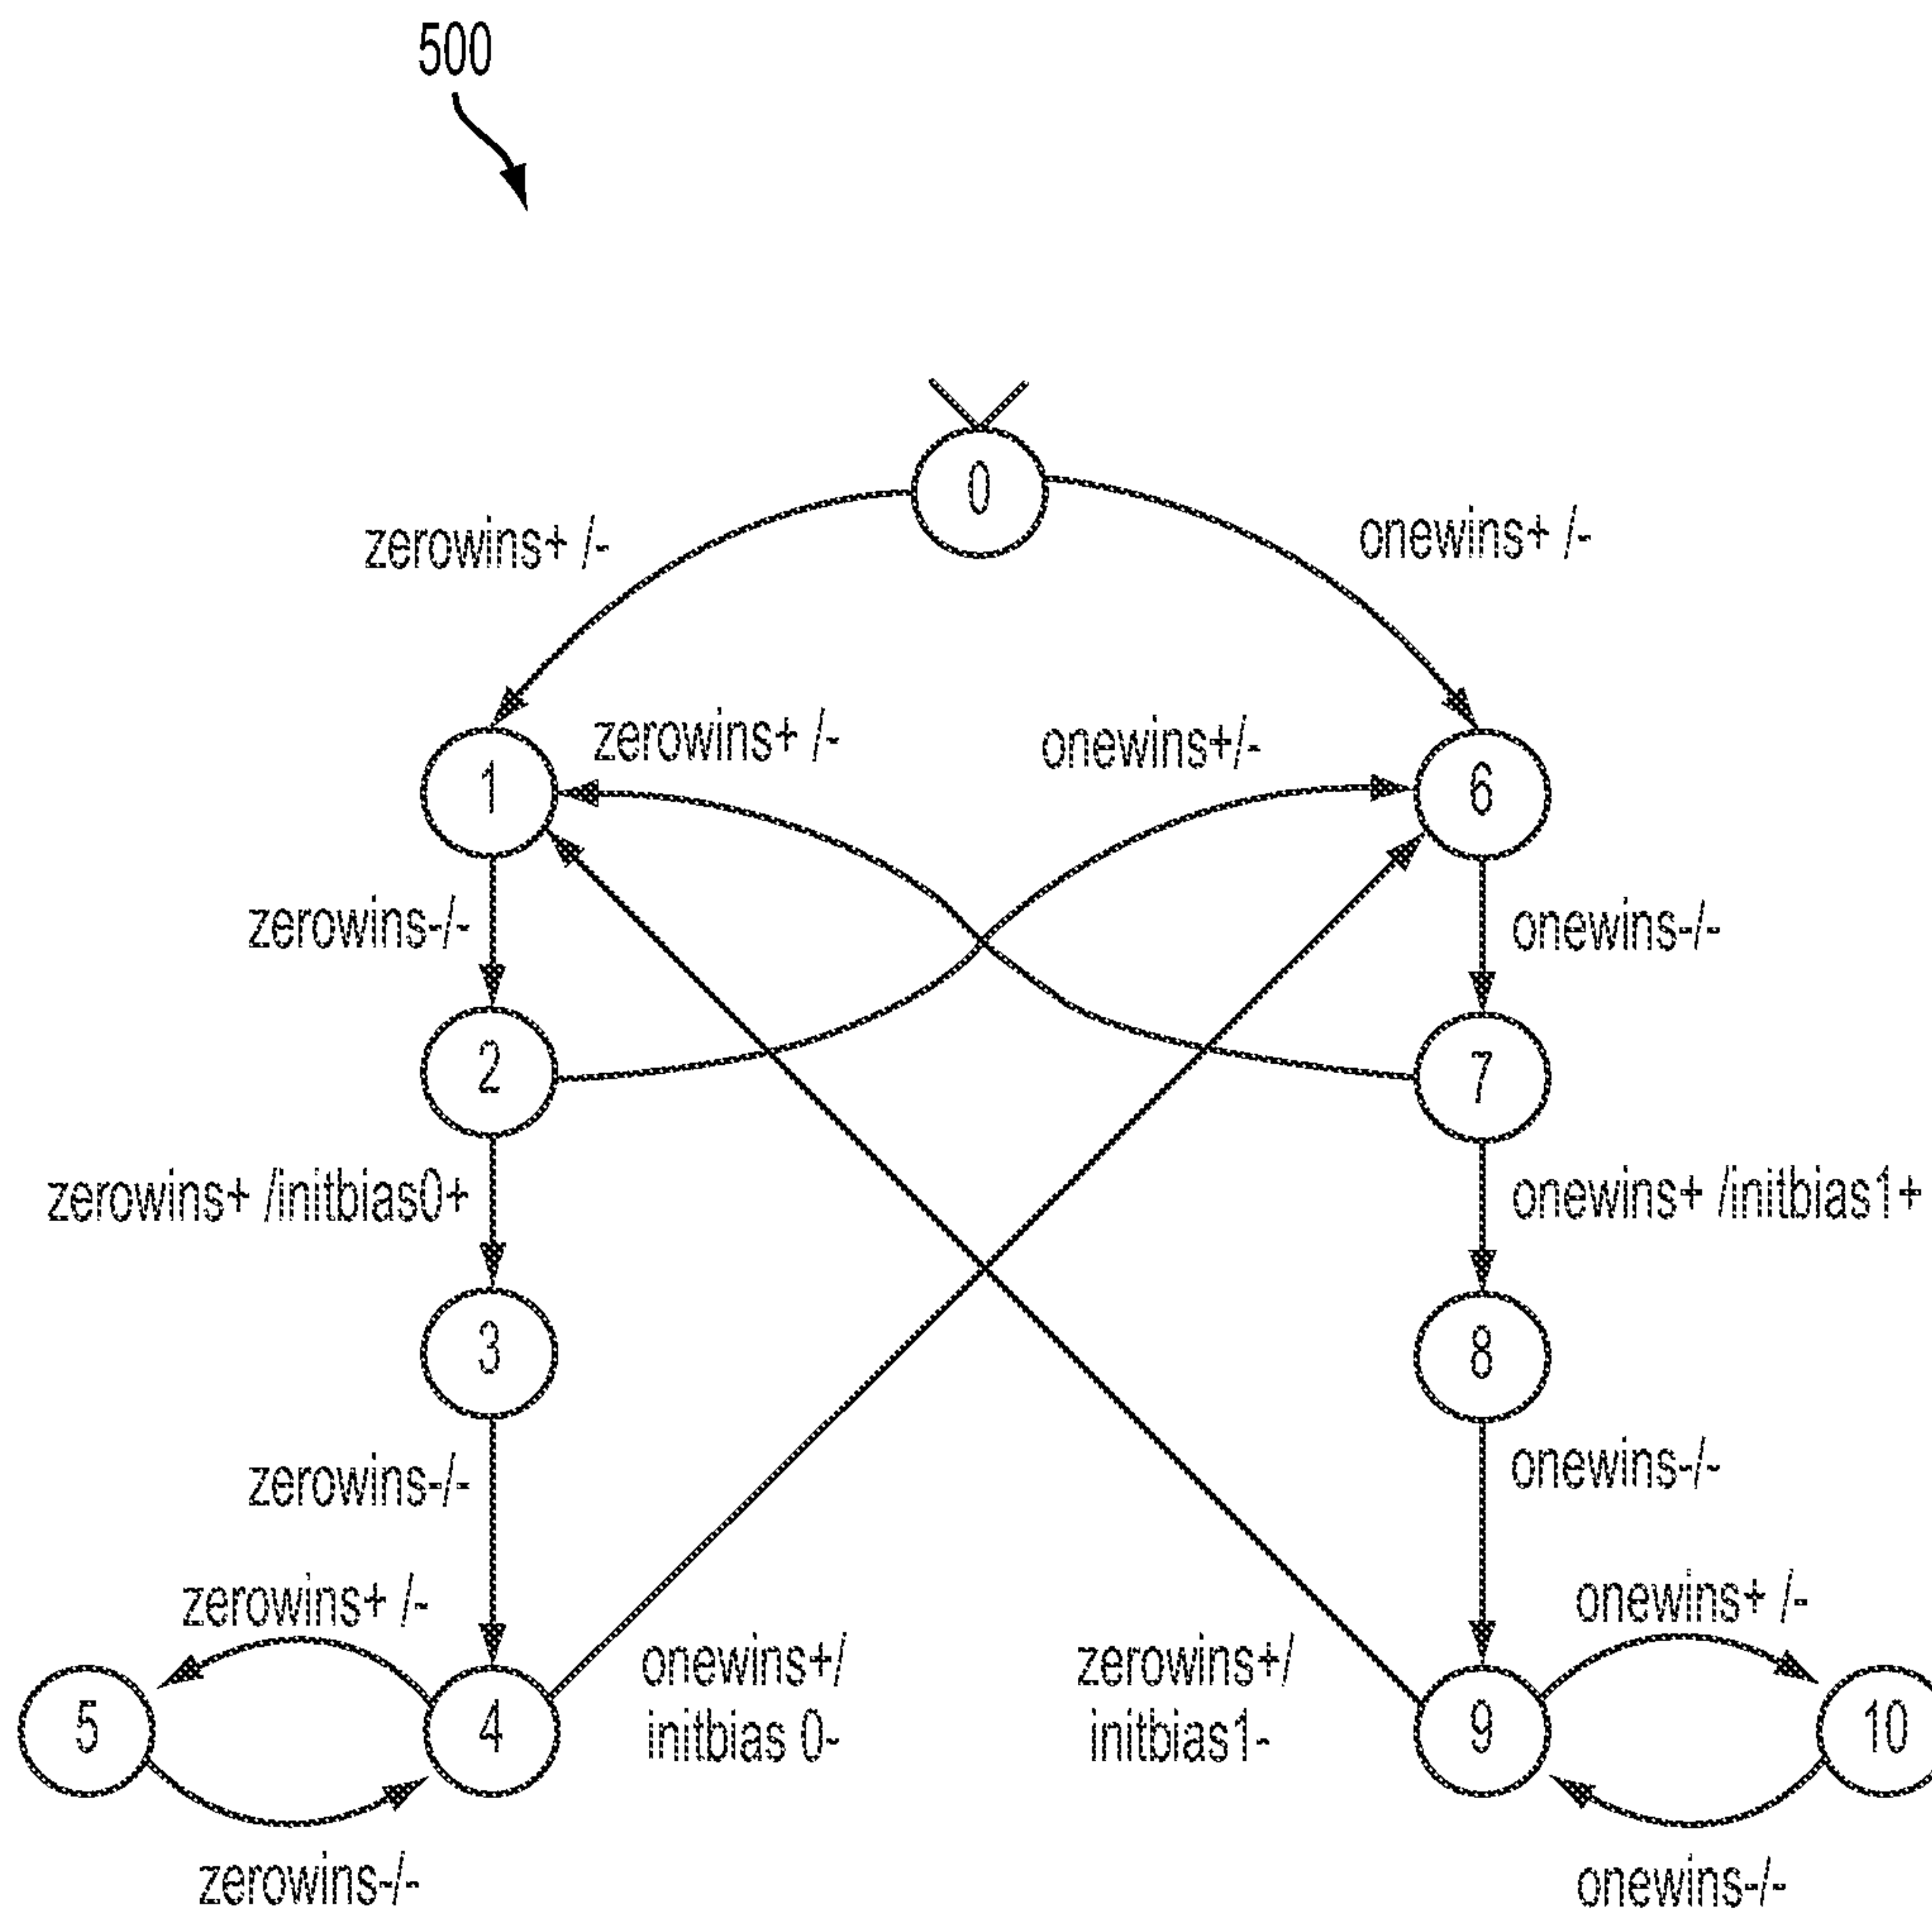 500
0
zerowins+ /-
onewins+ /-
zerowins+ /-
onewins+/-
1
6
zerowins-/-
onewins-/-
2
7
zerowins+ /initbias0+
onewins+ /initbias1+
3
8
zerowins-/-
onewins-/-
zerowins+ /-
onewins+/
initbias 0-
zerowins+/
initbias1-
onewins+ /-
5
4
9
10
zerowins-/-
onewins-/-